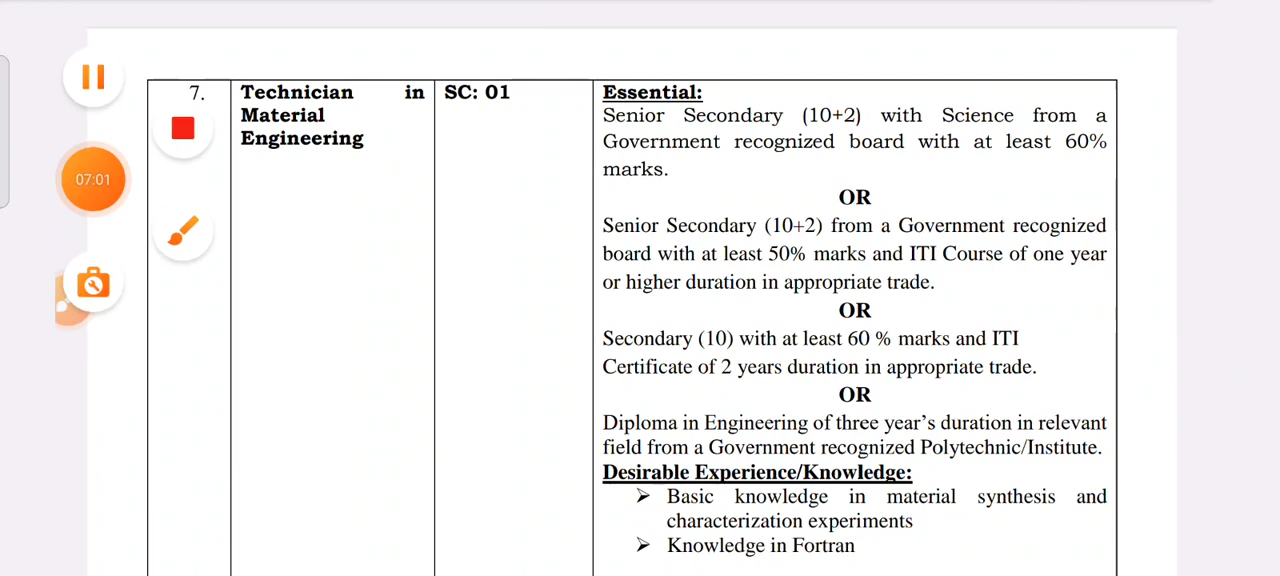 7.
Technician in
Material
Engineering
SC: 01
Essential:
Senior Secondary (10+2) with Science from a
Government recognized board with at least 60%
marks.
OR
Senior Secondary (10+2) from a Government recognized
board with at least 50% marks and ITI Course of one year
or higher duration in appropriate trade.
OR
Secondary (10) with at least 60 % marks and ITI
Certificate of 2 years duration in appropriate trade.
OR
Diploma in Engineering of three year’s duration in relevant
field from a Government recognized Polytechnic/Institute.
Desirable Experience/Knowledge:
➢ Basic knowledge in material synthesis and
characterization experiments
➢ Knowledge in Fortran
07:01